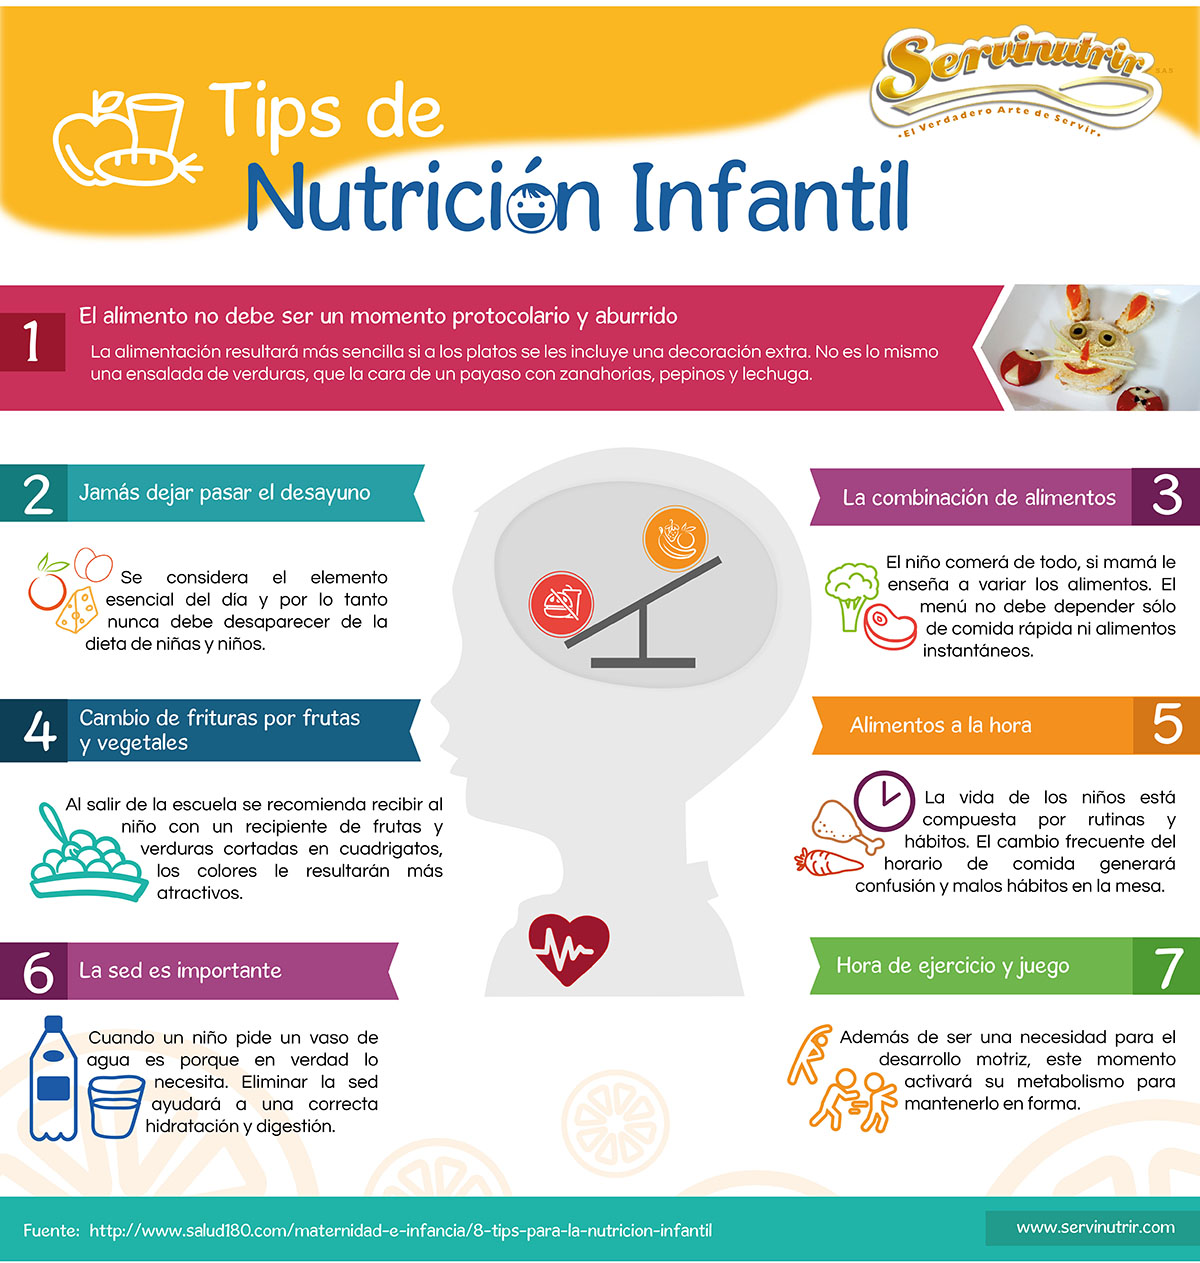 Servinutrir
S.A.S
•El Verdadero Arte de Servir•
Tips de
Nutrición Infantil
1
El alimento no debe ser un momento protocolario y aburrido
La alimentación resultará más sencilla si a los platos se les incluye una decoración extra. No es lo mismo
una ensalada de verduras, que la cara de un payaso con zanahorias, pepinos y lechuga.
2
Jamás dejar pasar el desayuno
Se considera el elemento
esencial del día y por lo tanto
nunca debe desaparecer de la
dieta de niñas y niños.
La combinación de alimentos
3
El niño comerá de todo, si mamá le
enseña a variar los alimentos. El
menú no debe depender sólo
de comida rápida ni alimentos
instantáneos.
4
Cambio de frituras por frutas
y vegetales
Al salir de la escuela se recomienda recibir al
niño con un recipiente de frutas y
verduras cortadas en cuadrigatos,
los colores le resultarán más
atractivos.
Alimentos a la hora
5
La vida de los niños está
compuesta por rutinas y
hábitos. El cambio frecuente del
horario de comida generará
confusión y malos hábitos en la mesa.
6
La sed es importante
Cuando un niño pide un vaso de
agua es porque en verdad lo
necesita. Eliminar la sed
ayudará a una correcta
hidratación y digestión.
Hora de ejercicio y juego
7
Además de ser una necesidad para el
desarrollo motriz, este momento
activará su metabolismo para
mantenerlo en forma.
Fuente: http://www.salud180.com/maternidad-e-infancia/8-tips-para-la-nutricion-infantil
www.servinutrir.com